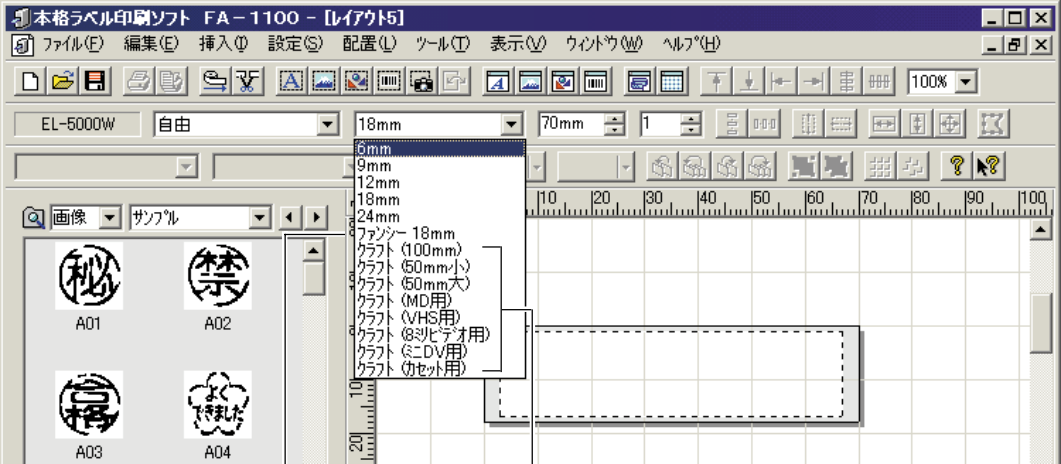 本格ラベル印刷ソフト FA－1100 - [ﾚｲｱｳﾄ5]
ﾌｧｲﾙ(F) 編集(E) 挿入(I) 設定(S) 配置(L) ﾂｰﾙ(T) 表示(V) ｳｨﾝﾄﾞｳ(W) ﾍﾙﾌﾟ(H)
100%
EL-5000W 自由 18mm 70mm 1
6mm
9mm
12mm
18mm
24mm
ﾌｧﾝｼｰ 18mm
ｸﾗﾌﾄ (100mm)
ｸﾗﾌﾄ (50mm小)
ｸﾗﾌﾄ (50mm大)
ｸﾗﾌﾄ (MD用)
ｸﾗﾌﾄ (VHS用)
ｸﾗﾌﾄ (8ﾐﾘﾋﾞﾃﾞｵ用)
ｸﾗﾌﾄ (ﾐﾆDV用)
ｸﾗﾌﾄ (ｶｾｯﾄ用)
10 20 30 40 50 60 70 80 90 100
画像 ｻﾝﾌﾟﾙ
秘 禁
A01 A02
合格 よくできました
A03 A04
10
20